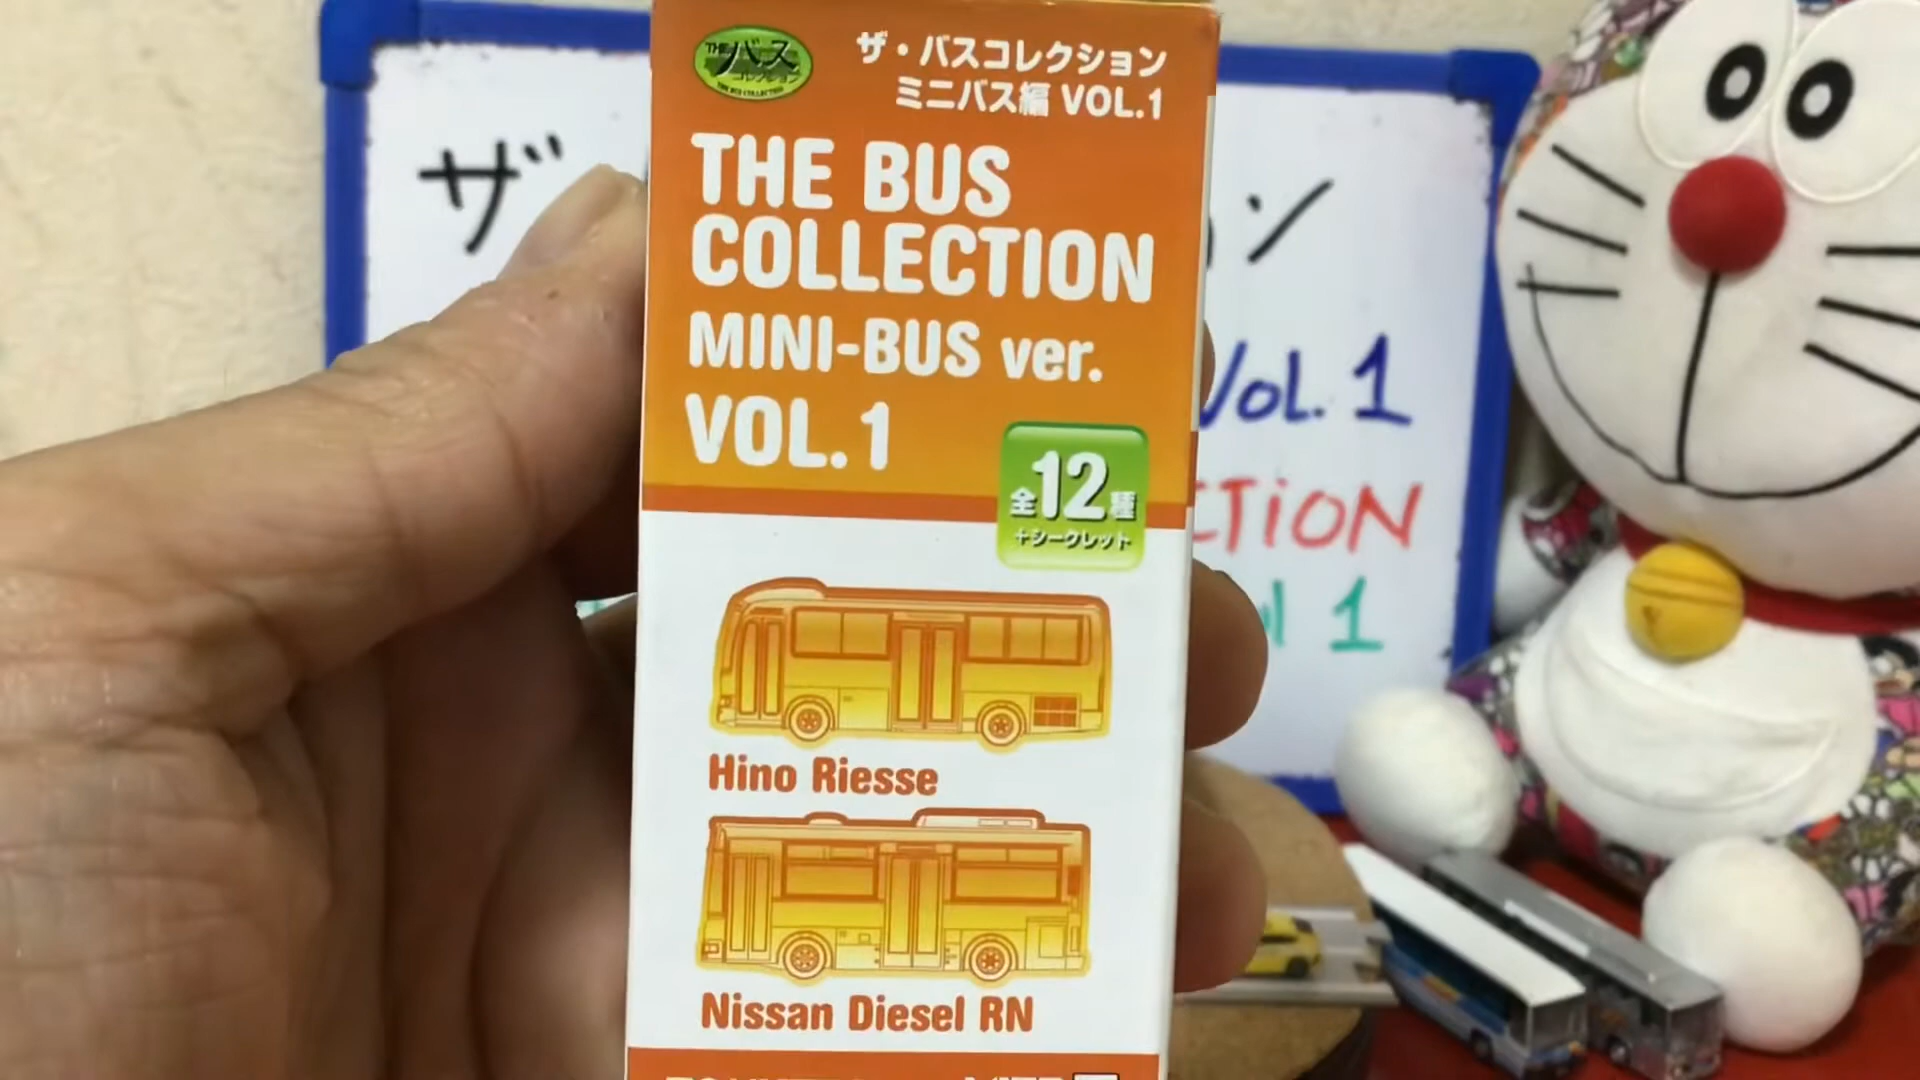 THE バス
コレクション
THE BUS COLLECTION
ザ・バスコレクション
ミニバス編 VOL.1
THE BUS
COLLECTION
MINI-BUS ver.
VOL.1
全12種
+シークレット
Hino Riesse
Nissan Diesel RN
ザ
ン
Vol. 1
CTiON
1